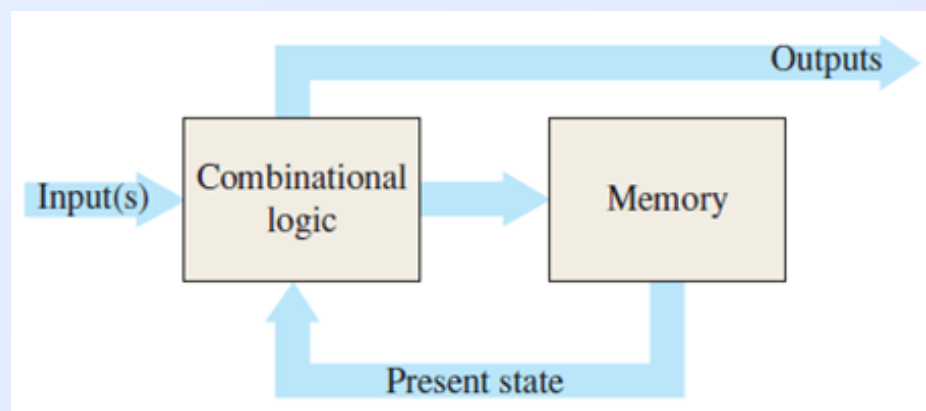 Outputs
Input(s)
Combinational
logic
Memory
Present state